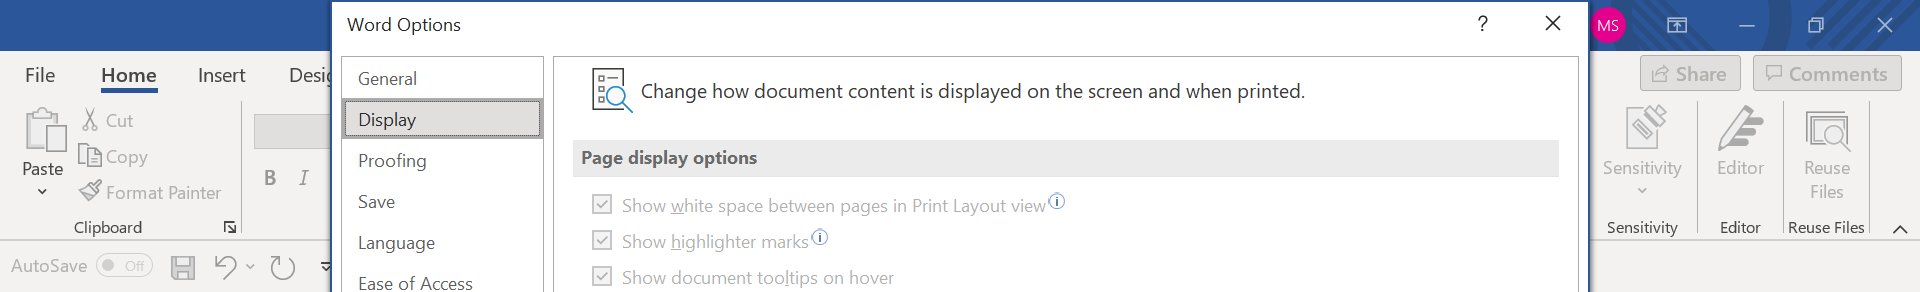 Word Options
?
MS
File
Home
Insert
Desi
Share
Comments
Paste
Cut
Copy
Format Painter
Clipboard
B I
AutoSave Off
General
Display
Proofing
Save
Language
Ease of Access
Change how document content is displayed on the screen and when printed.
Page display options
Show white space between pages in Print Layout view
Show highlighter marks
Show document tooltips on hover
Sensitivity
Sensitivity
Editor
Editor
Reuse
Files
Reuse Files